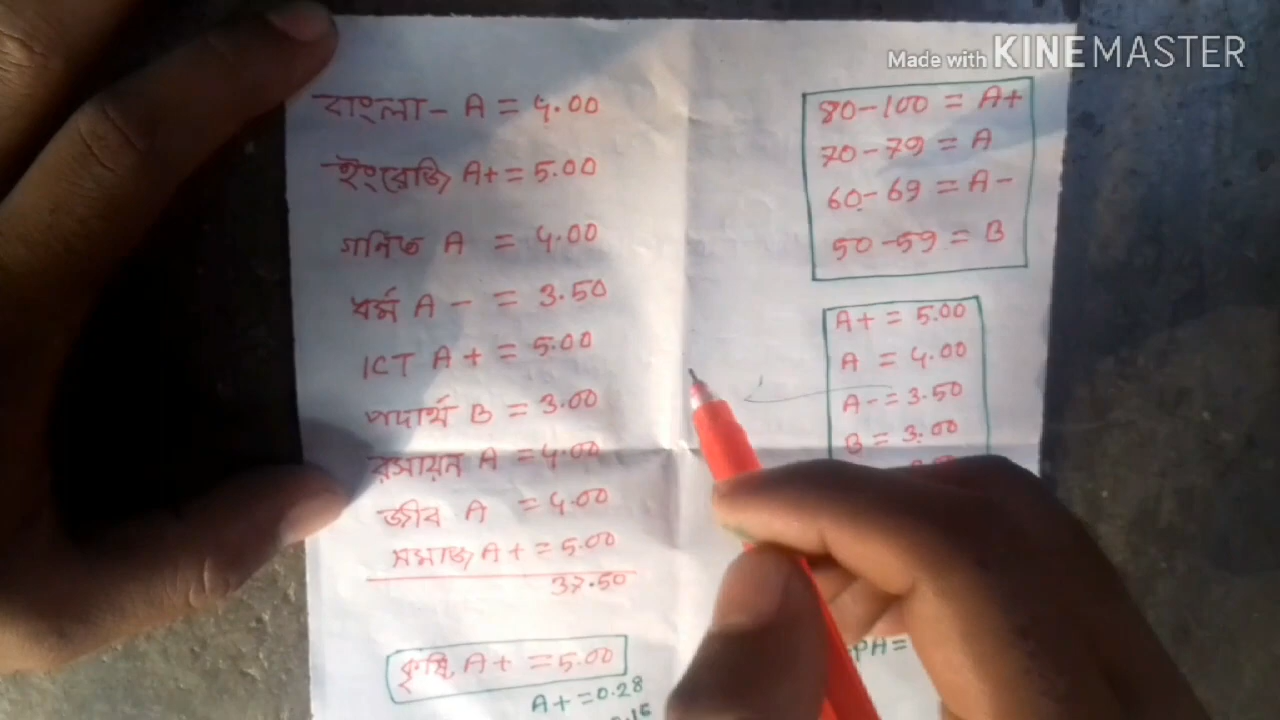 Made with KINEMASTER
বাংলা - A = 4.00
ইংরেজি A+ = 5.00
গনিত A = 4.00
ধর্ম A - = 3.50
ICT A + = 5.00
পদার্থ B = 3.00
রসায়ন A = 4.00
জীব A = 4.00
সমাজ A + = 5.00
37.50
কৃষি A + = 5.00
A + = 0.28
80 - 100 = A+
70 - 79 = A
60 - 69 = A -
50 - 59 = B
A + = 5.00
A = 4.00
A - = 3.50
B = 3.00